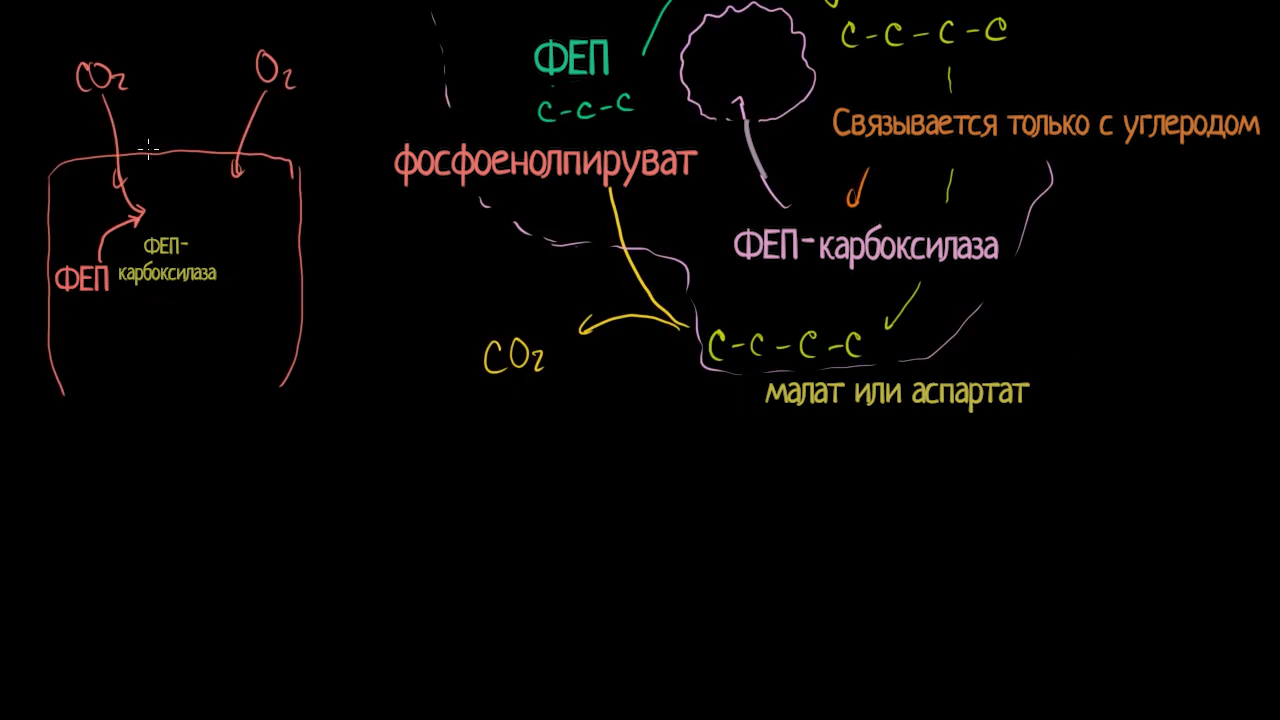 CO₂
O₂
ФЕП
ФЕП-
карбоксилаза
ФЕП
C-C-C
фосфоенолпируват
C-C-C-C
Связывается только с углеродом
ФЕП-карбоксилаза
CO₂
C-C-C-C
малат или аспартат